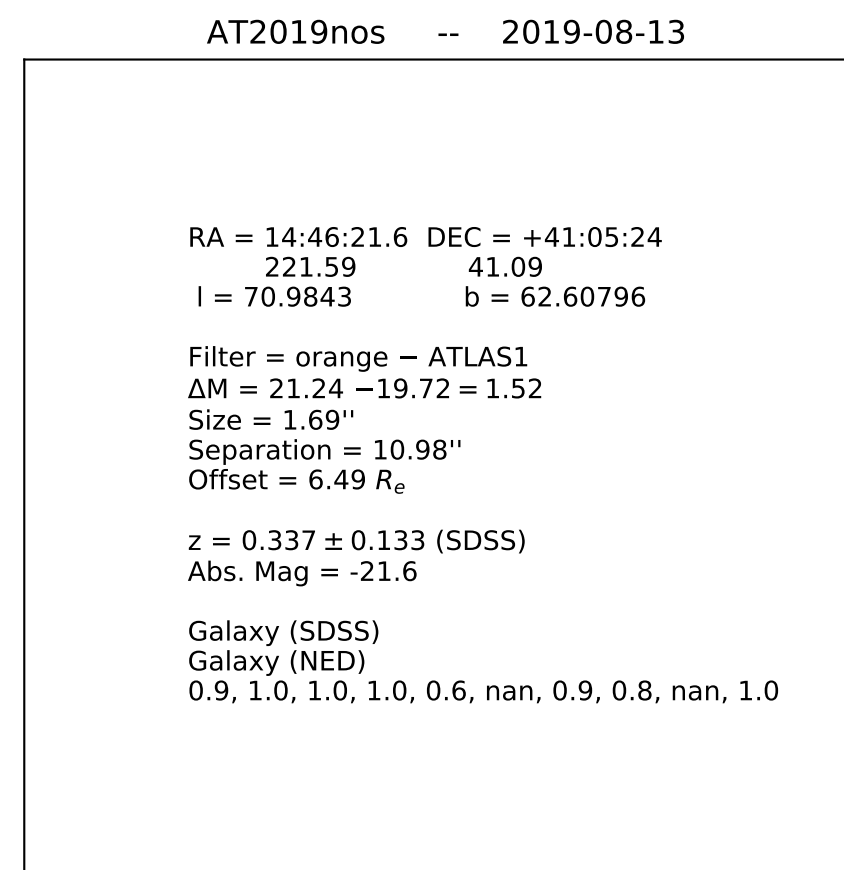 AT2019nos -- 2019-08-13
RA = 14:46:21.6 DEC = +41:05:24
221.59 41.09
l = 70.9843 b = 62.60796
Filter = orange − ATLAS1
ΔM = 21.24 −19.72 = 1.52
Size = 1.69''
Separation = 10.98''
Offset = 6.49 Re
z = 0.337 ± 0.133 (SDSS)
Abs. Mag = -21.6
Galaxy (SDSS)
Galaxy (NED)
0.9, 1.0, 1.0, 1.0, 0.6, nan, 0.9, 0.8, nan, 1.0